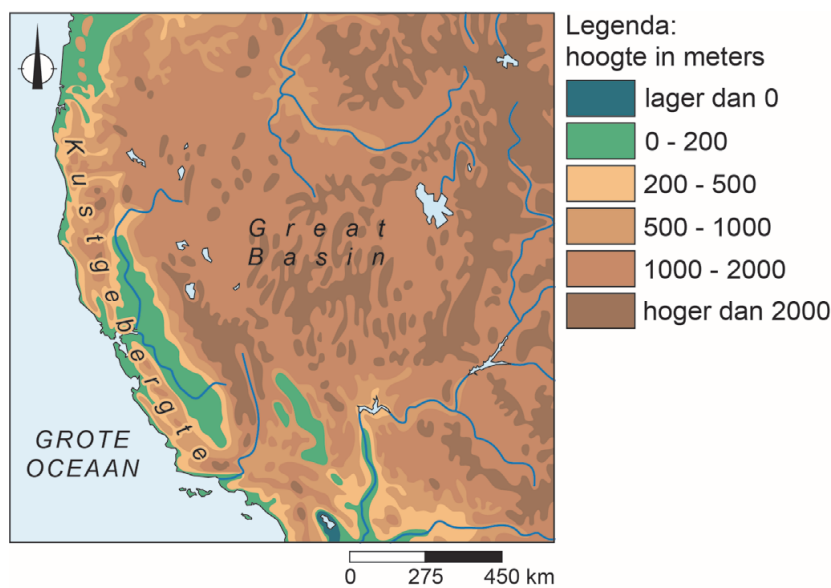 Legenda:
hoogte in meters
lager dan 0
0 - 200
200 - 500
500 - 1000
1000 - 2000
hoger dan 2000
Kustgebergte
Great
Basin
GROTE
OCEAAN
0 275 450 km